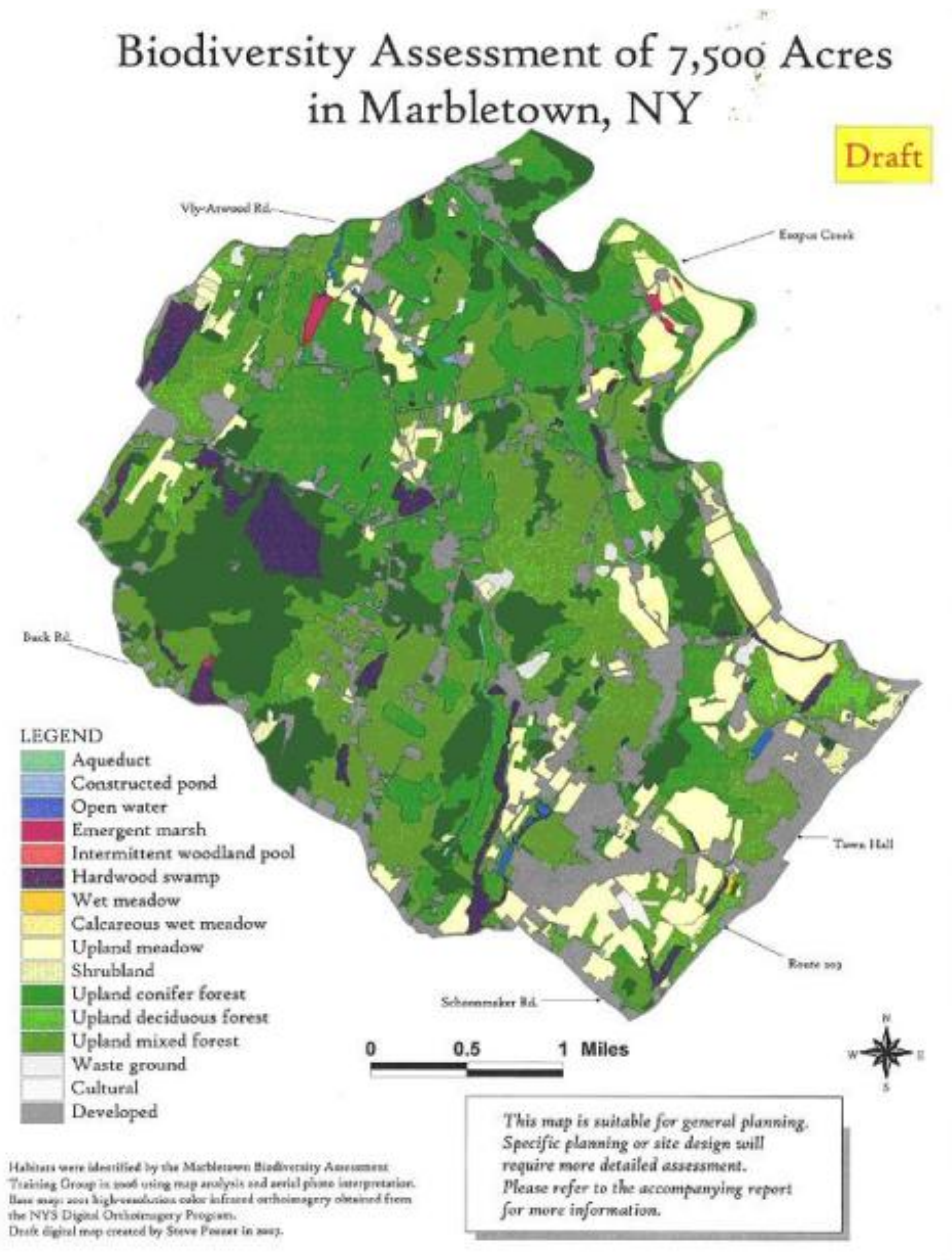 Biodiversity Assessment of 7,500 Acres
in Marbletown, NY
Draft
Vly-Atwood Rd.
Esopus Creek
Buck Rd.
LEGEND
Aqueduct
Constructed pond
Open water
Emergent marsh
Intermittent woodland pool
Hardwood swamp
Wet meadow
Calcareous wet meadow
Upland meadow
Shrubland
Upland conifer forest
Upland deciduous forest
Upland mixed forest
Waste ground
Cultural
Developed
Town Hall
Route 209
Schoonmaker Rd.
0 0.5 1 Miles
N
W E
S
This map is suitable for general planning.
Specific planning or site design will
require more detailed assessment.
Please refer to the accompanying report
for more information.
Habitats were identified by the Marbletown Biodiversity Assessment
Training Group in 2006 using map analysis and aerial photo interpretation.
Base map: 2001 high-resolution color infrared orthoimagery obtained from
the NYS Digital Orthoimagery Program.
Draft digital map created by Steve in 2007.